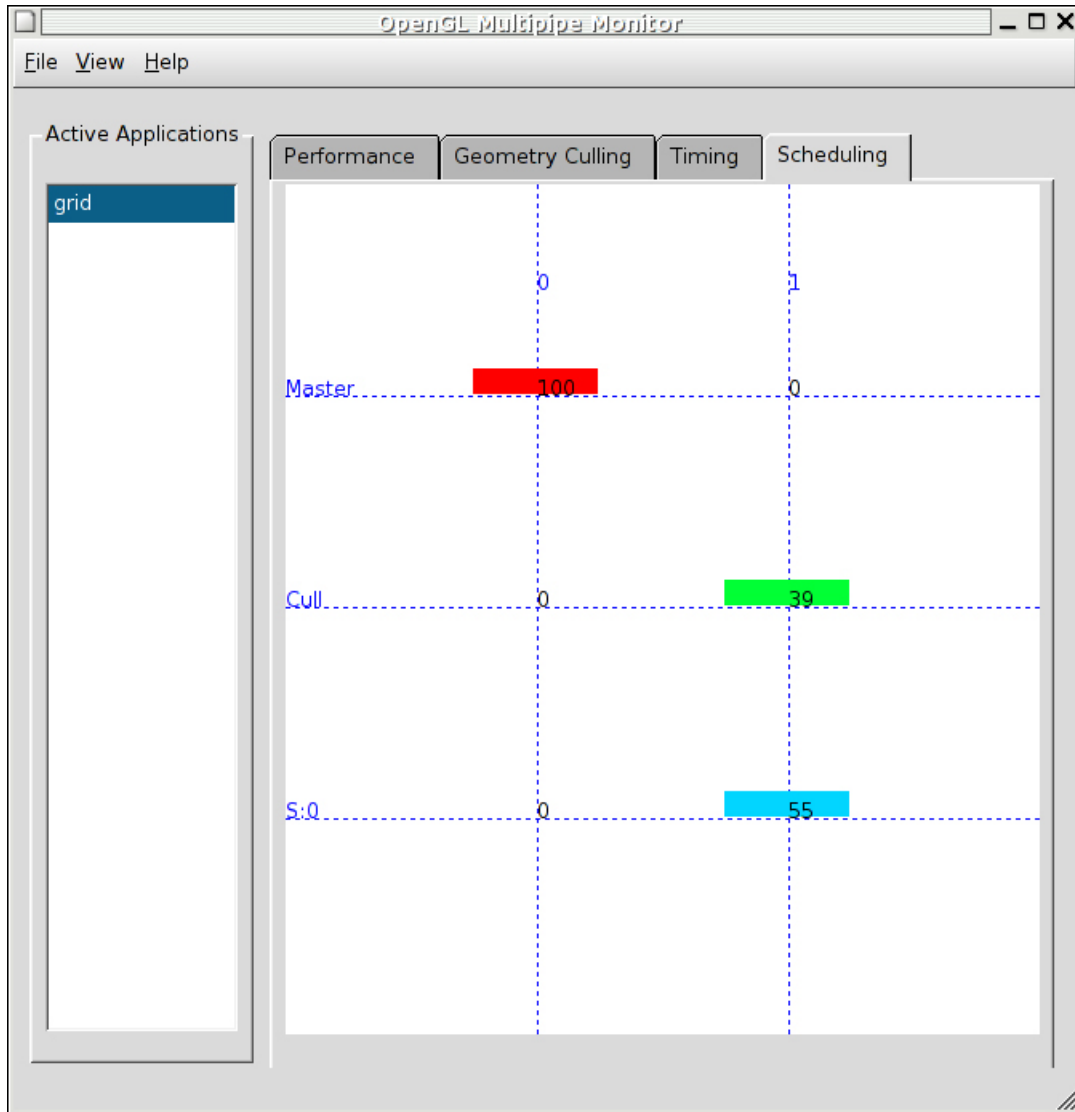 OpenGL Multipipe Monitor
File View Help
Active Applications
grid
Performance Geometry Culling Timing Scheduling
0 1
Master 100 0
Cull 0 39
S:0 0 55